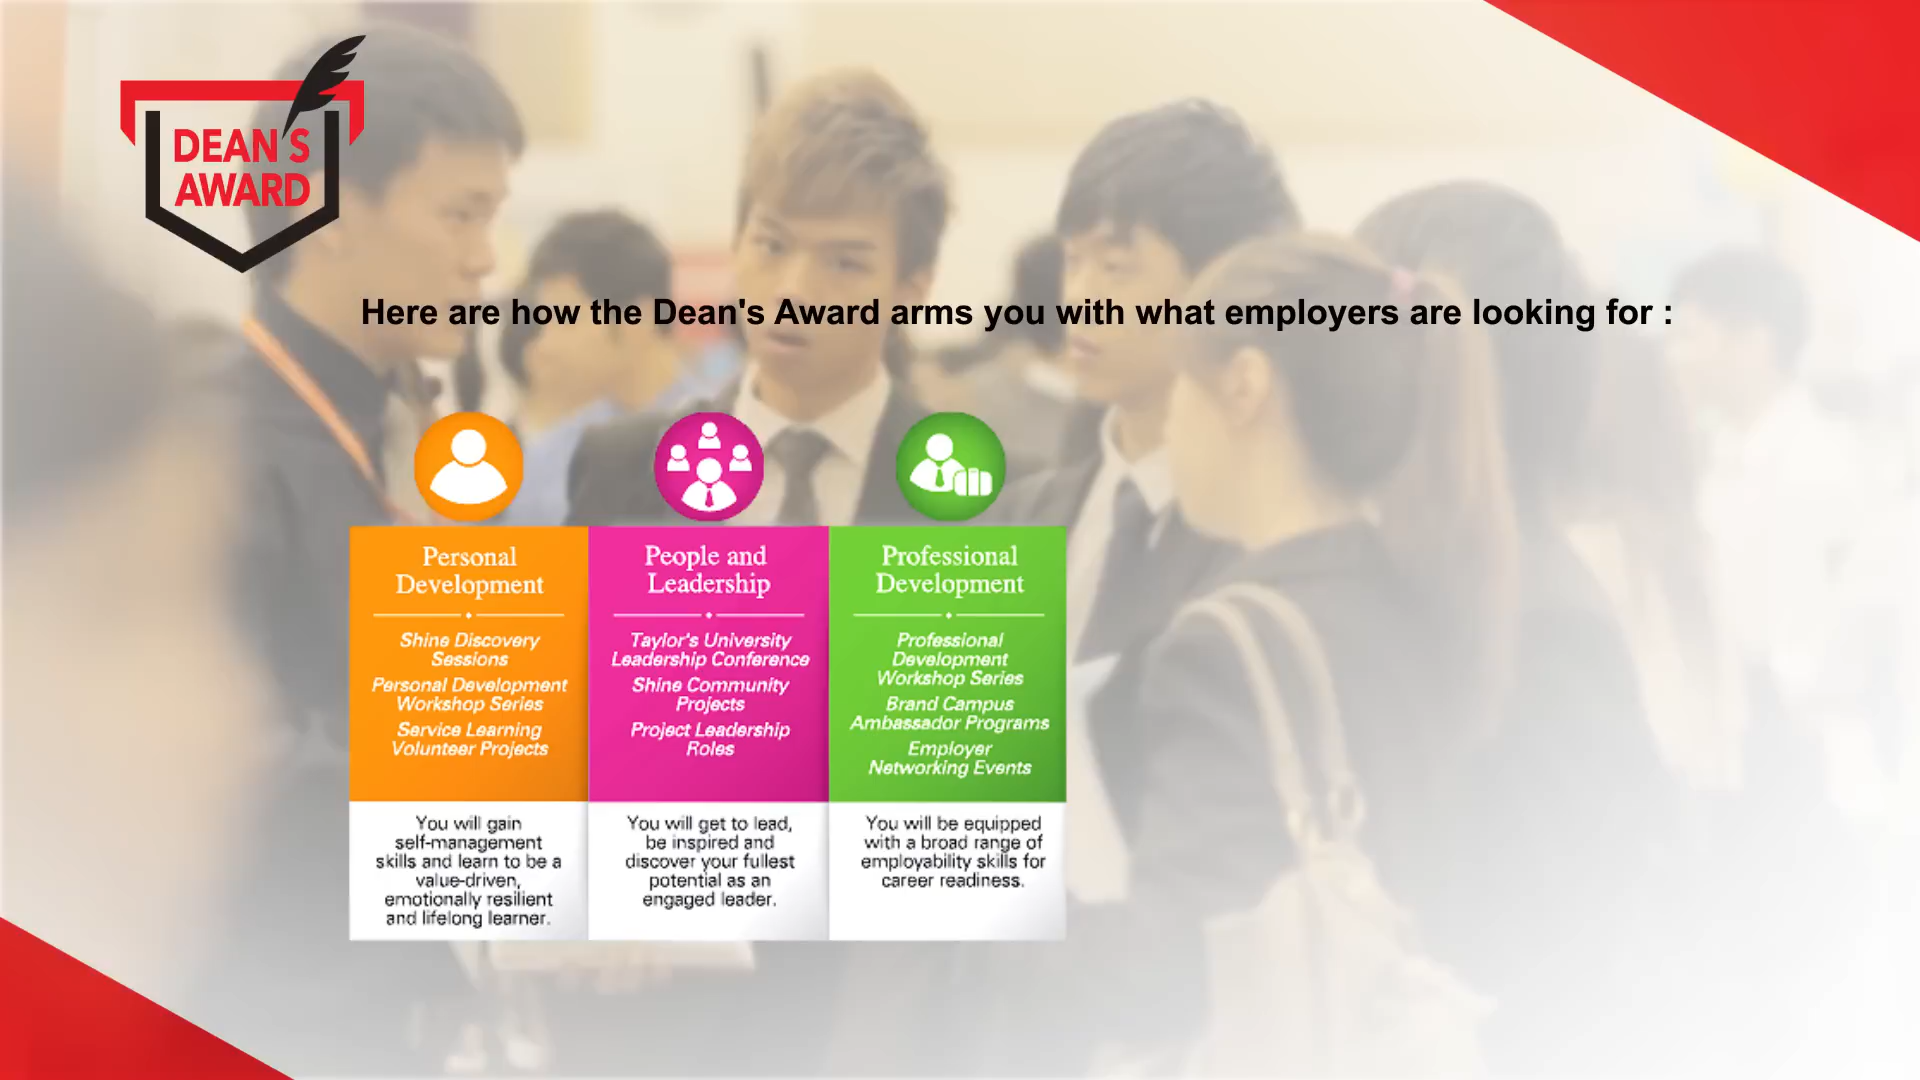 DEAN'S
AWARD
Here are how the Dean's Award arms you with what employers are looking for :
Personal
Development
Shine Discovery
Sessions
Personal Development
Workshop Series
Service Learning
Volunteer Projects
You will gain
self-management
skills and learn to be a
value-driven,
emotionally resilient
and lifelong learner.
People and
Leadership
Taylor's University
Leadership Conference
Shine Community
Projects
Project Leadership
Roles
You will get to lead,
be inspired and
discover your fullest
potential as an
engaged leader.
Professional
Development
Professional
Development
Workshop Series
Brand Campus
Ambassador Programs
Employer
Networking Events
You will be equipped
with a broad range of
employability skills for
career readiness.